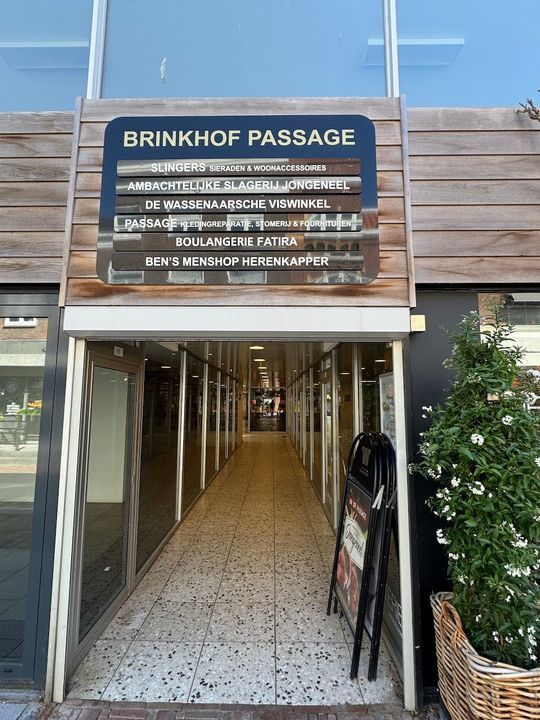 BRINKHOF PASSAGE
SLINGERS SIERADEN & WOONACCESSOIRES
AMBACHTELIJKE SLAGERIJ JONGENEEL
DE WASSENAARSCHE VISWINKEL
PASSAGE KLEDINGREPARATIE, STOMERIJ & FOURNITUREN
BOULANGERIE FATIRA
BEN'S MENSHOP HERENKAPPER